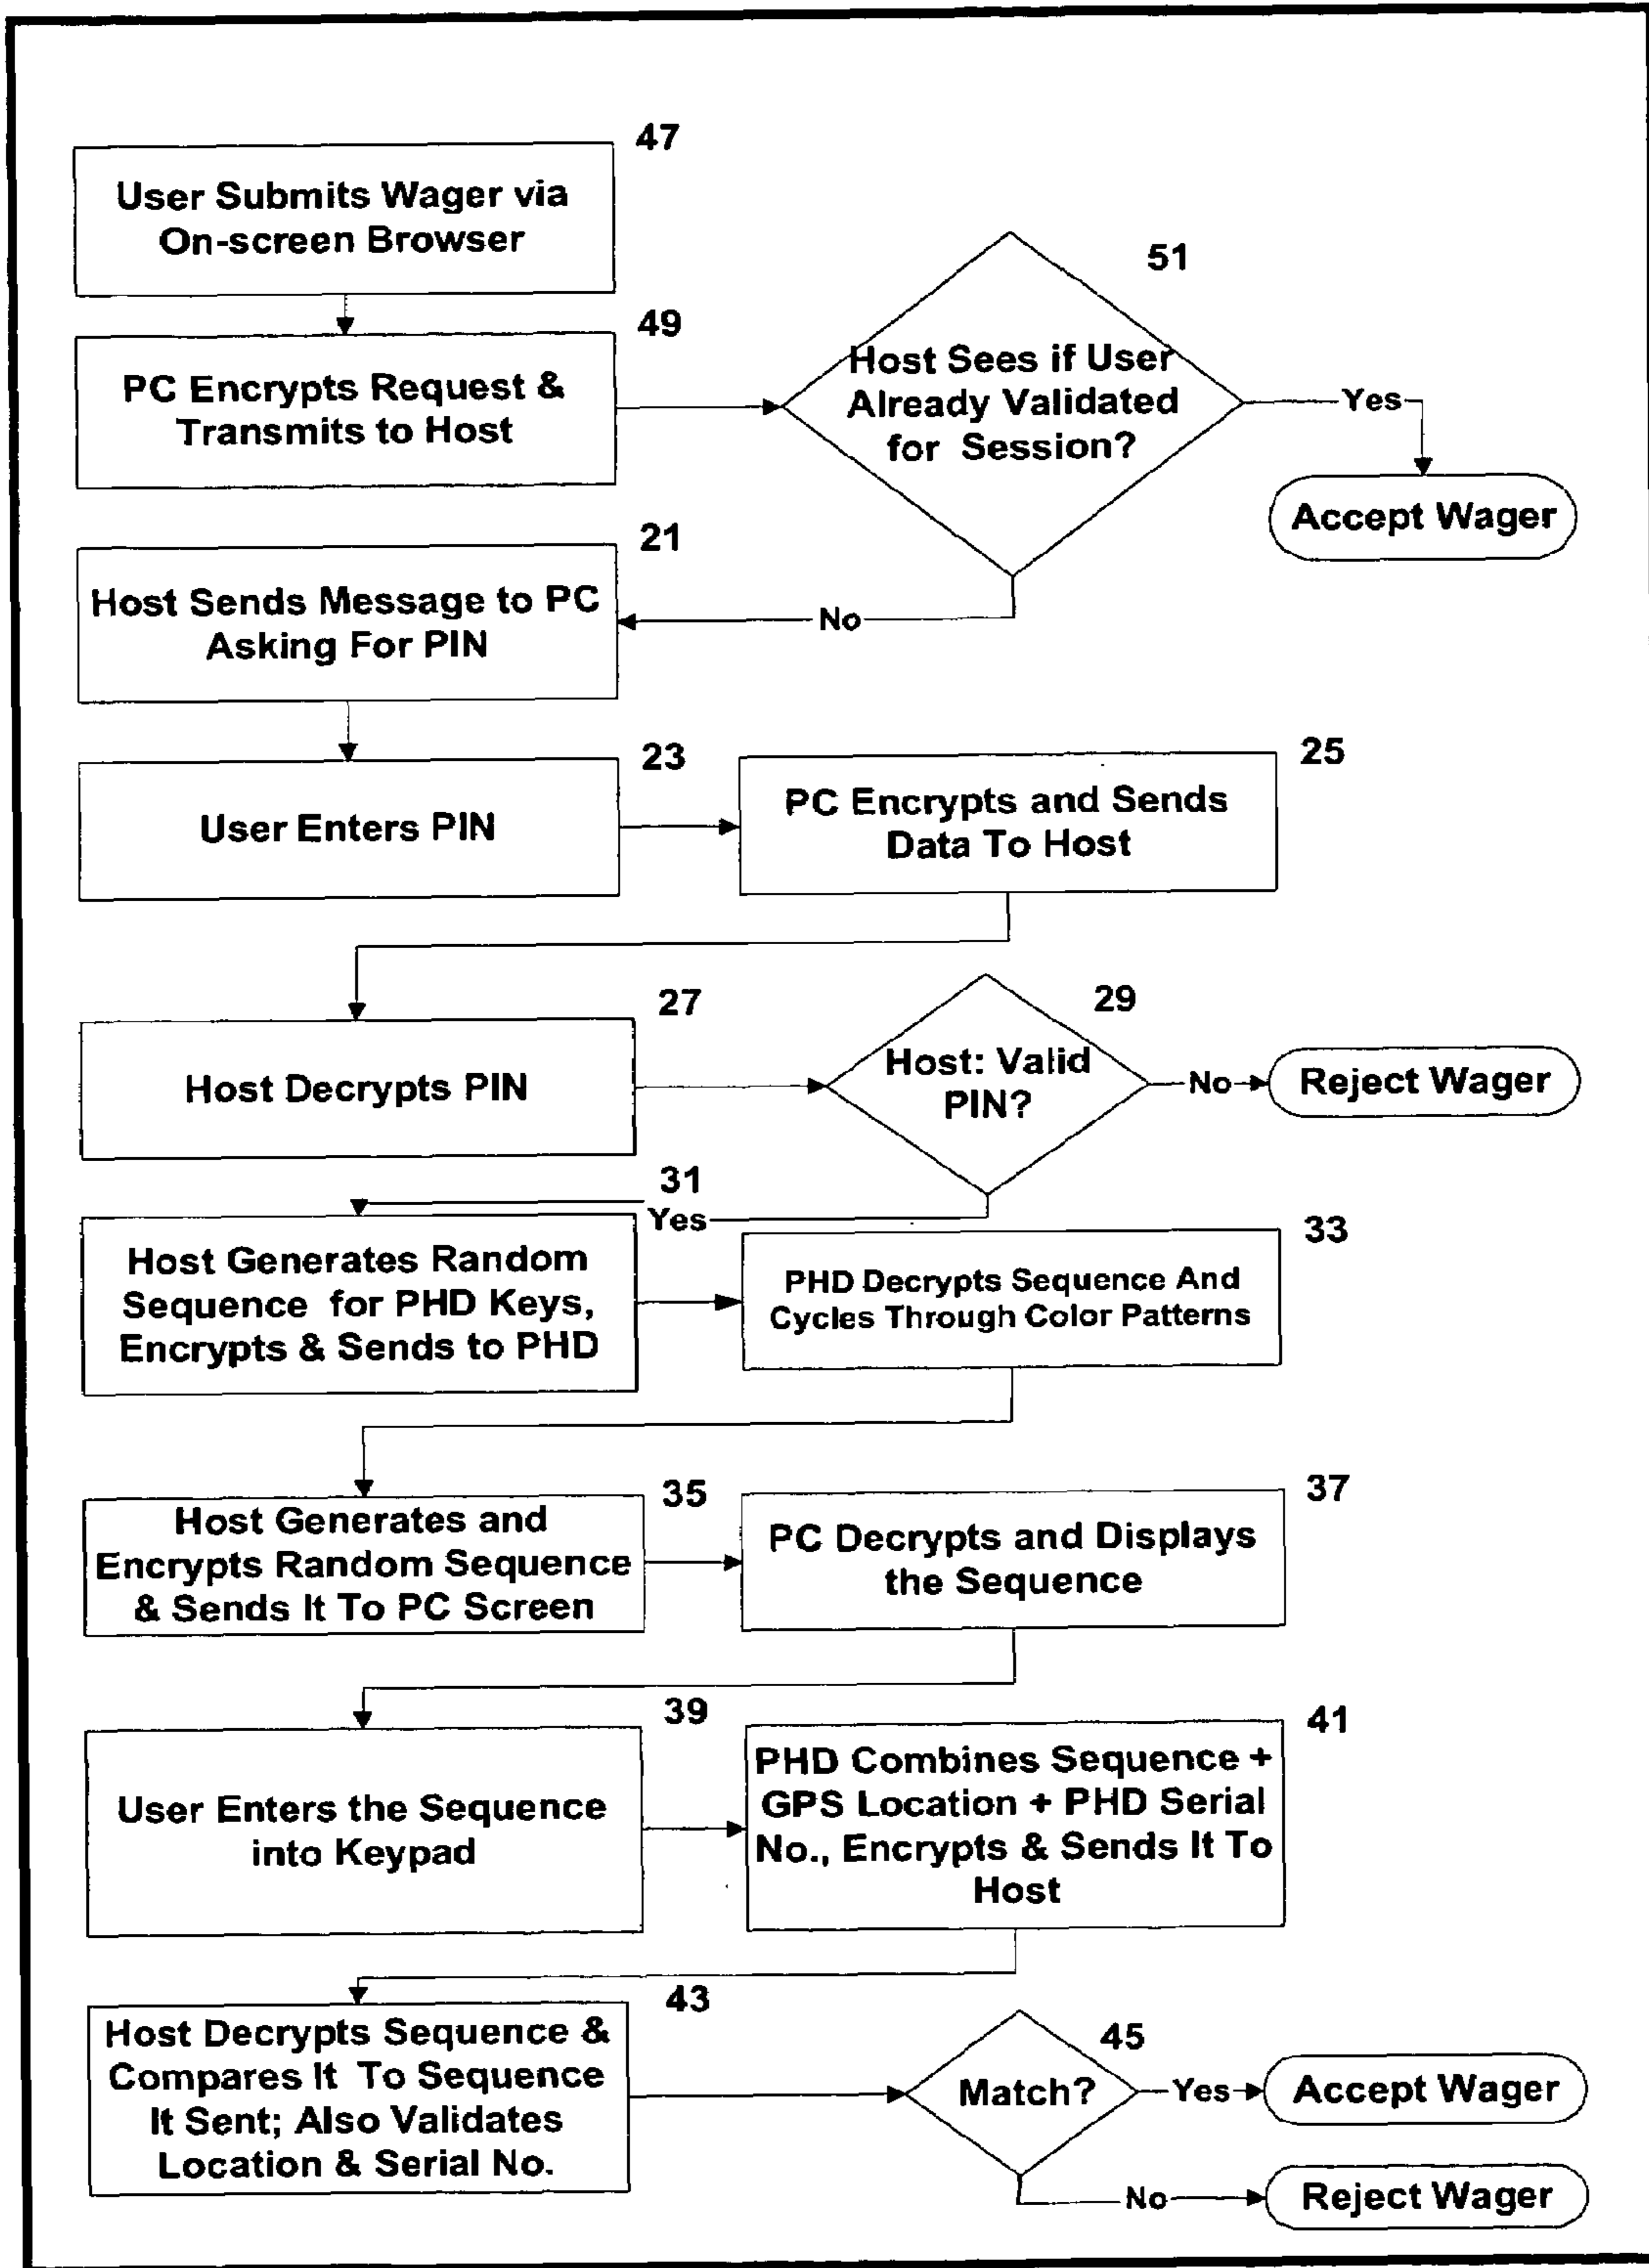 47
User Submits Wager via
On-screen Browser
49
PC Encrypts Request &
Transmits to Host
51
Host Sees if User
Already Validated
for Session?
Yes
Accept Wager
21
Host Sends Message to PC
Asking For PIN
No
23
User Enters PIN
25
PC Encrypts and Sends
Data To Host
27
Host Decrypts PIN
29
Host: Valid
PIN?
No
Reject Wager
31
Yes
Host Generates Random
Sequence for PHD Keys,
Encrypts & Sends to PHD
33
PHD Decrypts Sequence And
Cycles Through Color Patterns
35
Host Generates and
Encrypts Random Sequence
& Sends It To PC Screen
37
PC Decrypts and Displays
the Sequence
39
User Enters the Sequence
into Keypad
41
PHD Combines Sequence +
GPS Location + PHD Serial
No., Encrypts & Sends It To
Host
43
Host Decrypts Sequence &
Compares It To Sequence
It Sent; Also Validates
Location & Serial No.
45
Match?
Yes
Accept Wager
No
Reject Wager